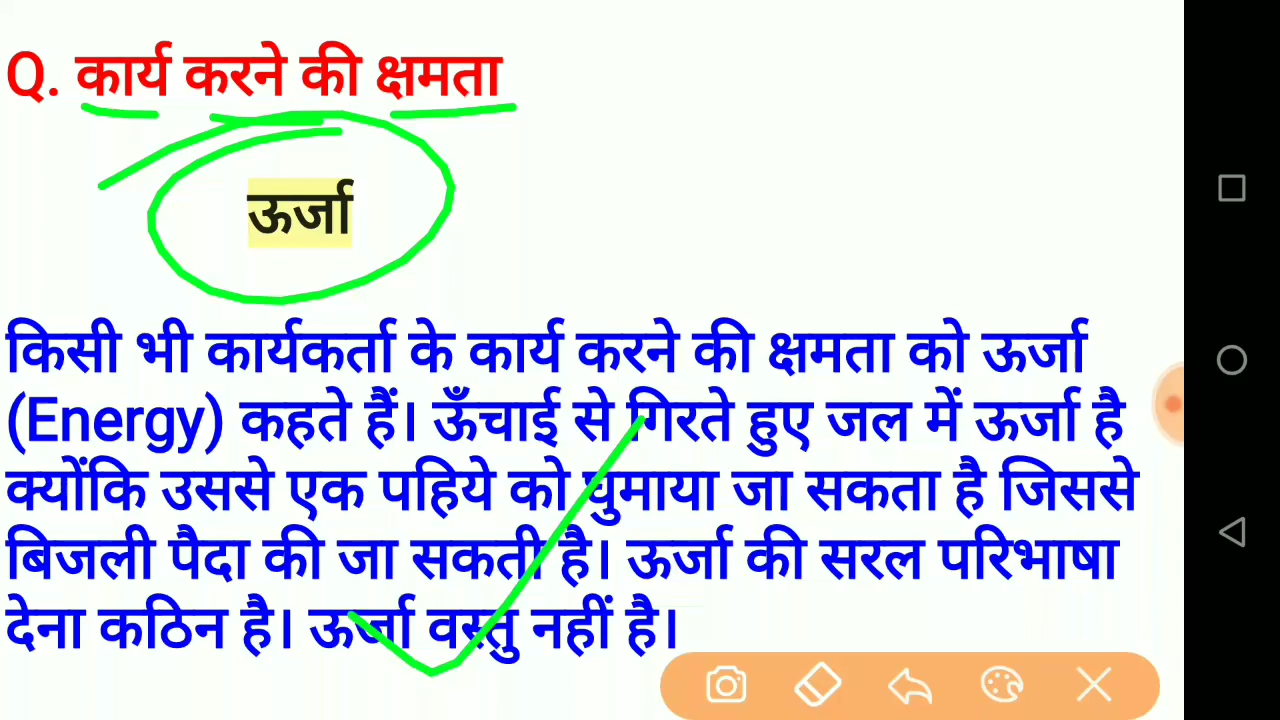 Q. कार्य करने की क्षमता
ऊर्जा
किसी भी कार्यकर्ता के कार्य करने की क्षमता को ऊर्जा
(Energy) कहते हैं। ऊँचाई से गिरते हुए जल में ऊर्जा है
क्योंकि उससे एक पहिये को घुमाया जा सकता है जिससे
बिजली पैदा की जा सकती है। ऊर्जा की सरल परिभाषा
देना कठिन है। ऊर्जा वस्तु नहीं है।